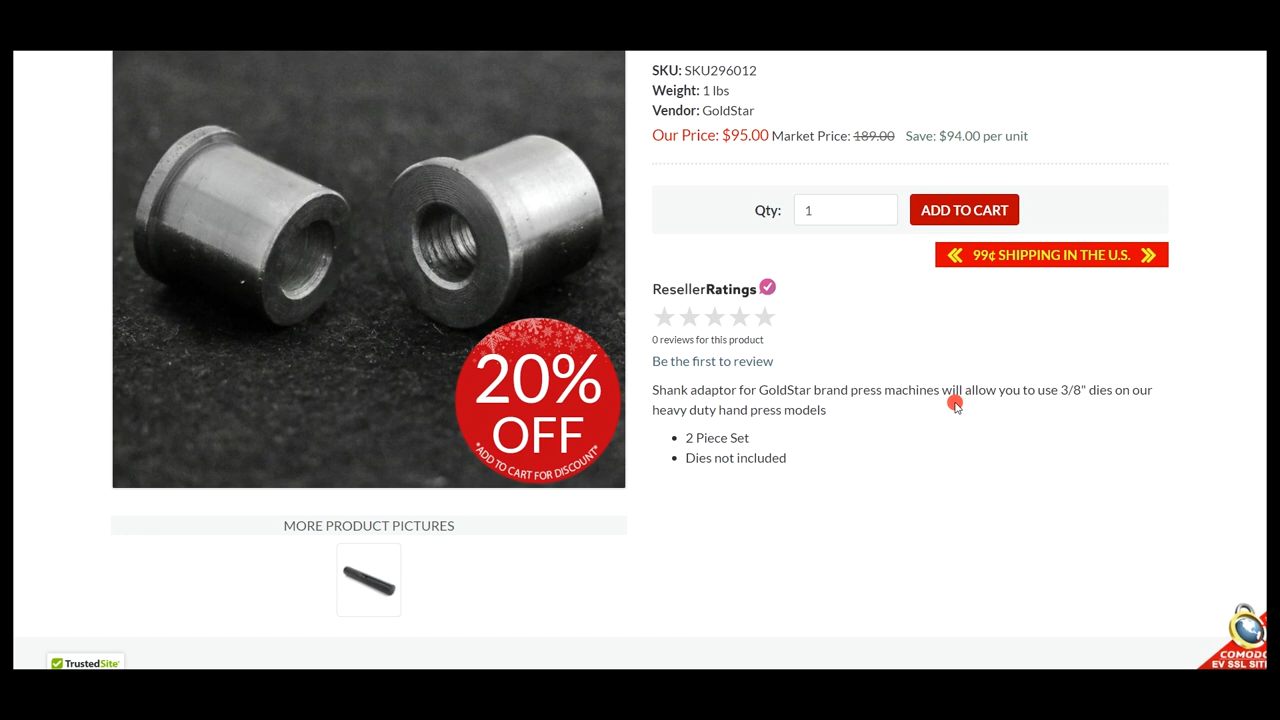 SKU: SKU296012
Weight: 1 lbs
Vendor: GoldStar
Our Price: $95.00 Market Price: 189.00 Save: $94.00 per unit
Qty: 1 ADD TO CART
99¢ SHIPPING IN THE U.S.
ResellerRatings
0 reviews for this product
Be the first to review
Shank adaptor for GoldStar brand press machines will allow you to use 3/8" dies on our
heavy duty hand press models
• 2 Piece Set
• Dies not included
20%
OFF
*ADD TO CART FOR DISCOUNT*
MORE PRODUCT PICTURES
TrustedSite
COMODO
EV SSL SITE